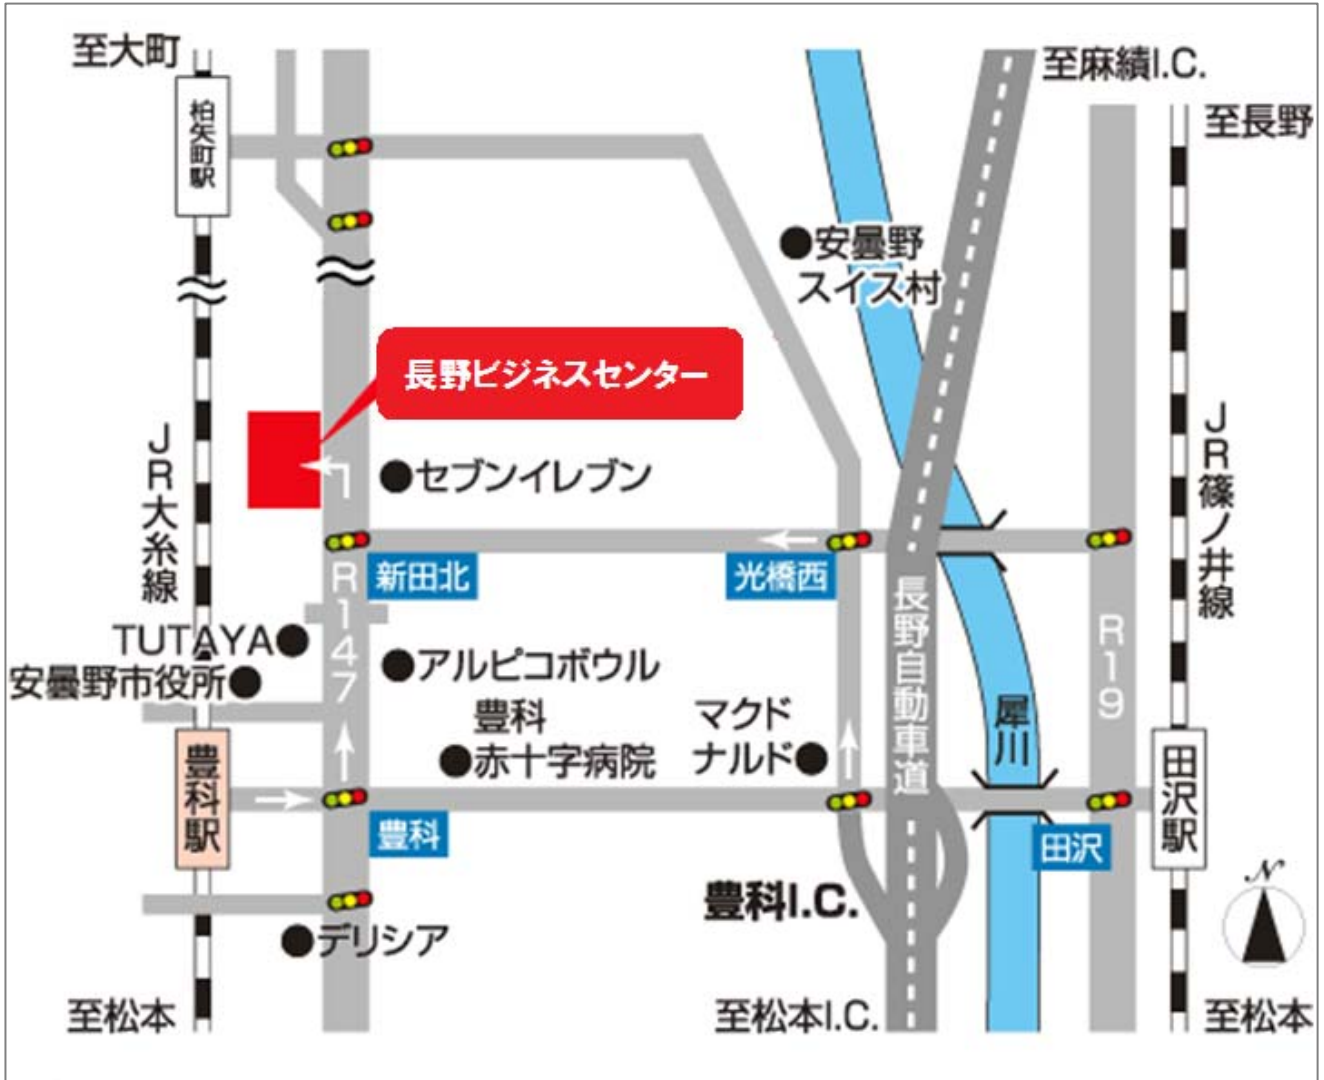 至大町
柏矢町駅
至麻績I.C.
至長野
安曇野
スイス村
長野ビジネスセンター
セブンイレブン
JR大糸線
JR篠ノ井線
新田北
光橋西
R147
長野自動車道
R19
TUTAYA
安曇野市役所
アルピコボウル
豊科
赤十字病院
マクド
ナルド
犀川
豊科駅
豊科
田沢
田沢駅
豊科I.C.
N
デリシア
至松本
至松本I.C.
至松本